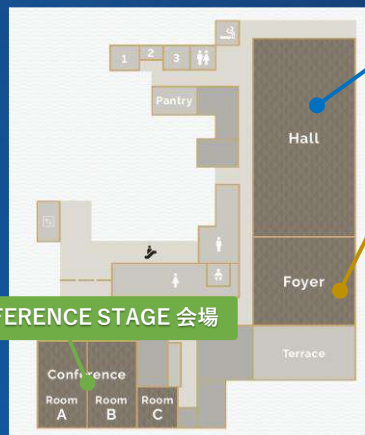 1
2
3
Pantry
Hall
Foyer
FERENCE STAGE 会場
Terrace
Conference
Room A
Room B
Room C